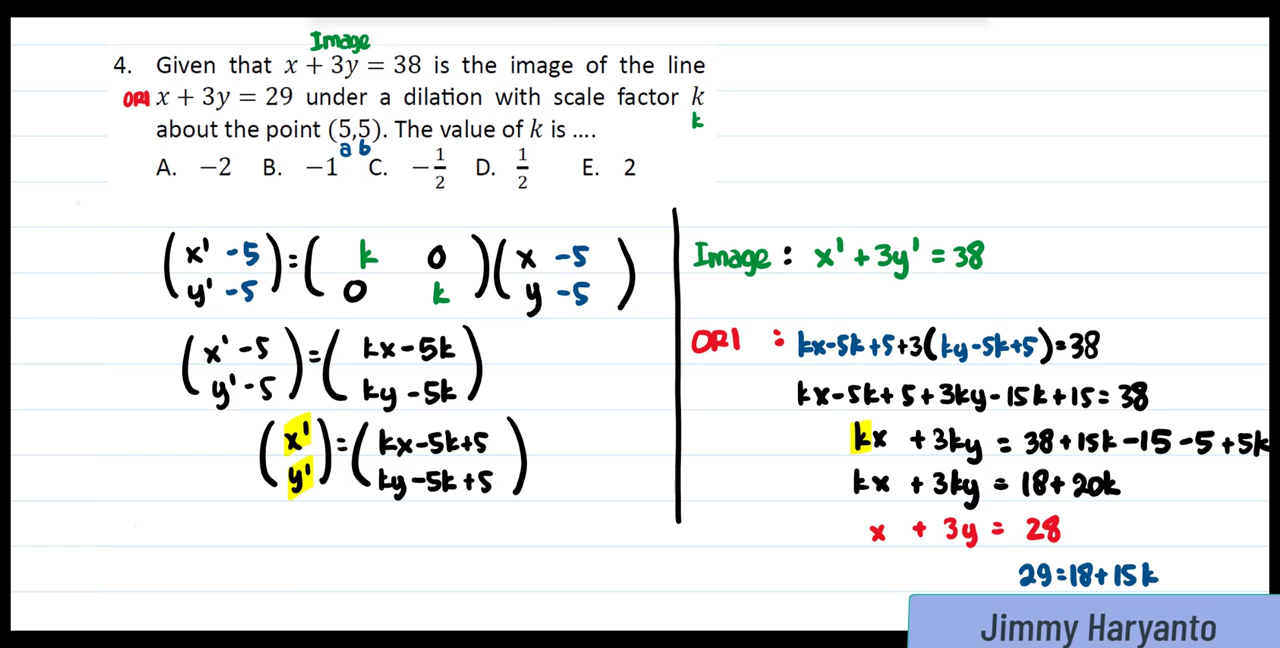 Image
4. Given that x + 3y = 38 is the image of the line
ORI x + 3y = 29 under a dilation with scale factor k
k
about the point (5,5). The value of k is ....
a b
A. −2 B. −1 C. −1/2 D. 1/2 E. 2
(x' -5 / y' -5) = (k 0 / 0 k)(x -5 / y -5)
(x' -5 / y' -5) = (kx -5k / ky -5k)
(x' / y') = (kx-5k+5 / ky-5k+5)
Image : x' + 3y' = 38
ORI : kx-5k+5+3(ky-5k+5)=38
kx-5k+5+3ky-15k+15=38
kx +3ky = 38+15k-15-5+5k
kx +3ky = 18+20k
x + 3y = 28
29=18+15k
Jimmy Haryanto